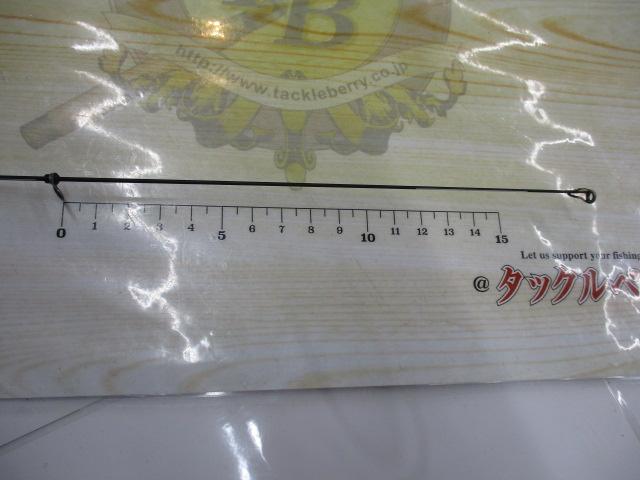 B
http://www.tackleberry.co.jp
0 1 2 3 4 5 6 7 8 9 10 11 12 13 14 15
Let us support your fishing
@ タックルベ